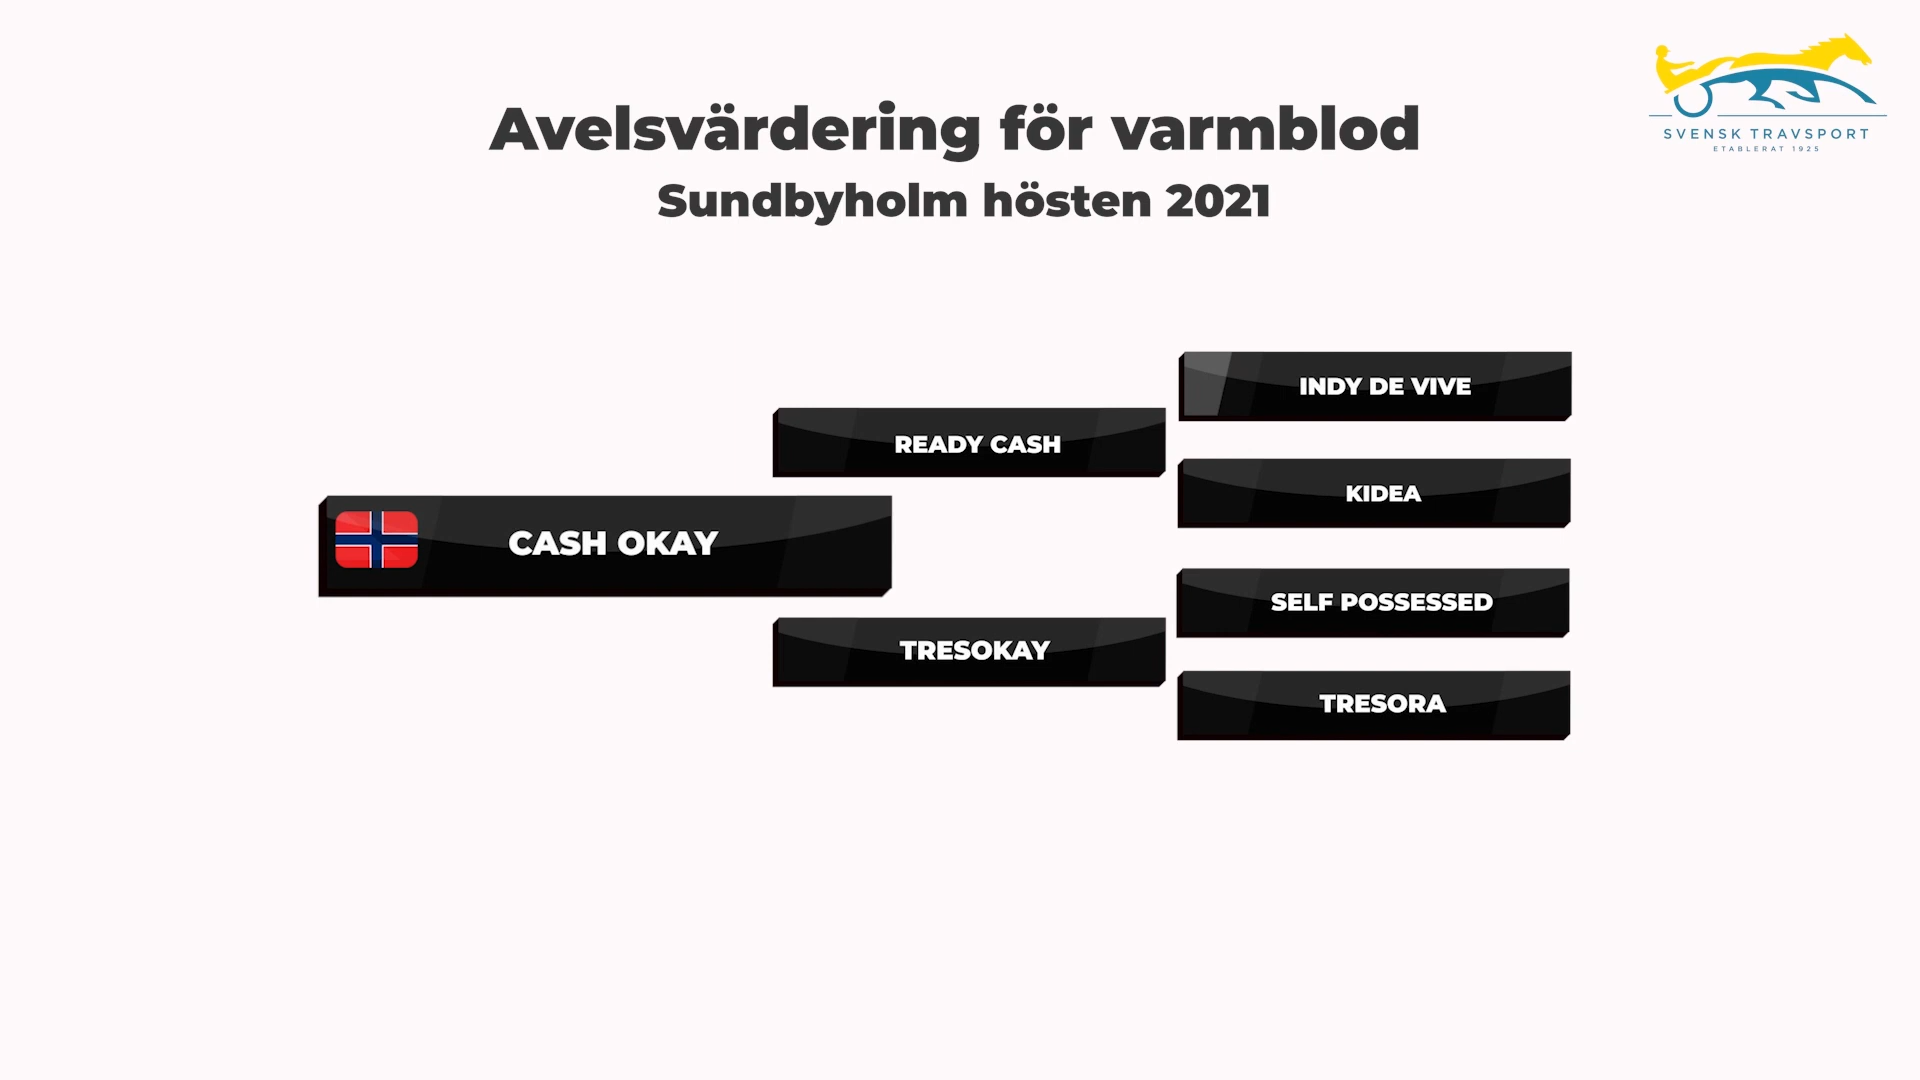 SVENSK TRAVSPORT
ETABLERAT 1925
Avelsvärdering för varmblod
Sundbyholm hösten 2021
INDY DE VIVE
READY CASH
KIDEA
CASH OKAY
SELF POSSESSED
TRESOKAY
TRESORA